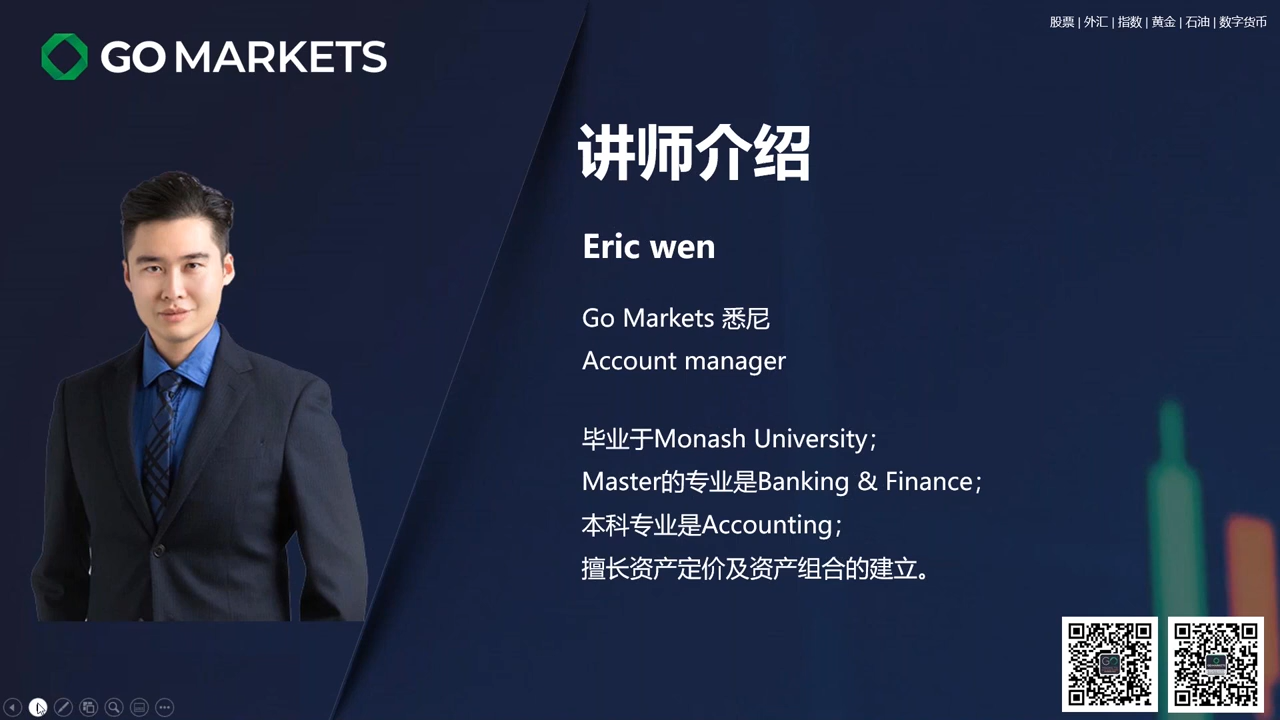 GO MARKETS
股票 | 外汇 | 指数 | 黄金 | 石油 | 数字货币
讲师介绍
Eric wen
Go Markets 悉尼
Account manager
毕业于Monash University；
Master的专业是Banking & Finance；
本科专业是Accounting；
擅长资产定价及资产组合的建立。